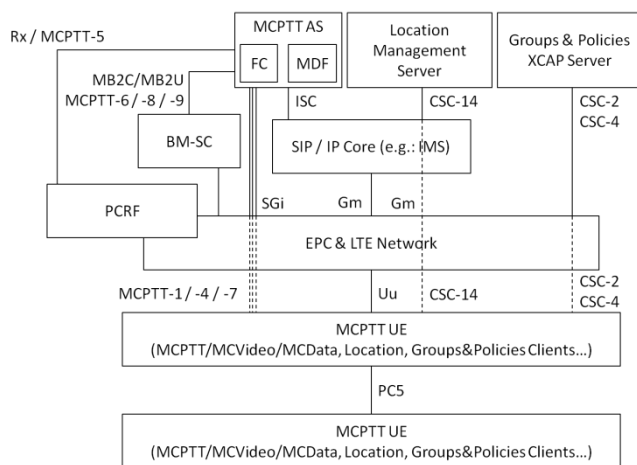 Rx / MCPTT-5
MCPTT AS
FC
MDF
Location
Management
Server
Groups & Policies
XCAP Server
MB2C/MB2U
MCPTT-6 / -8 / -9
ISC
CSC-14
CSC-2
CSC-4
BM-SC
SIP / IP Core (e.g.: IMS)
PCRF
SGi
Gm
Gm
EPC & LTE Network
MCPTT-1 / -4 / -7
Uu
CSC-14
CSC-2
CSC-4
MCPTT UE
(MCPTT/MCVideo/MCData, Location, Groups&Policies Clients...)
PC5
MCPTT UE
(MCPTT/MCVideo/MCData, Location, Groups&Policies Clients...)